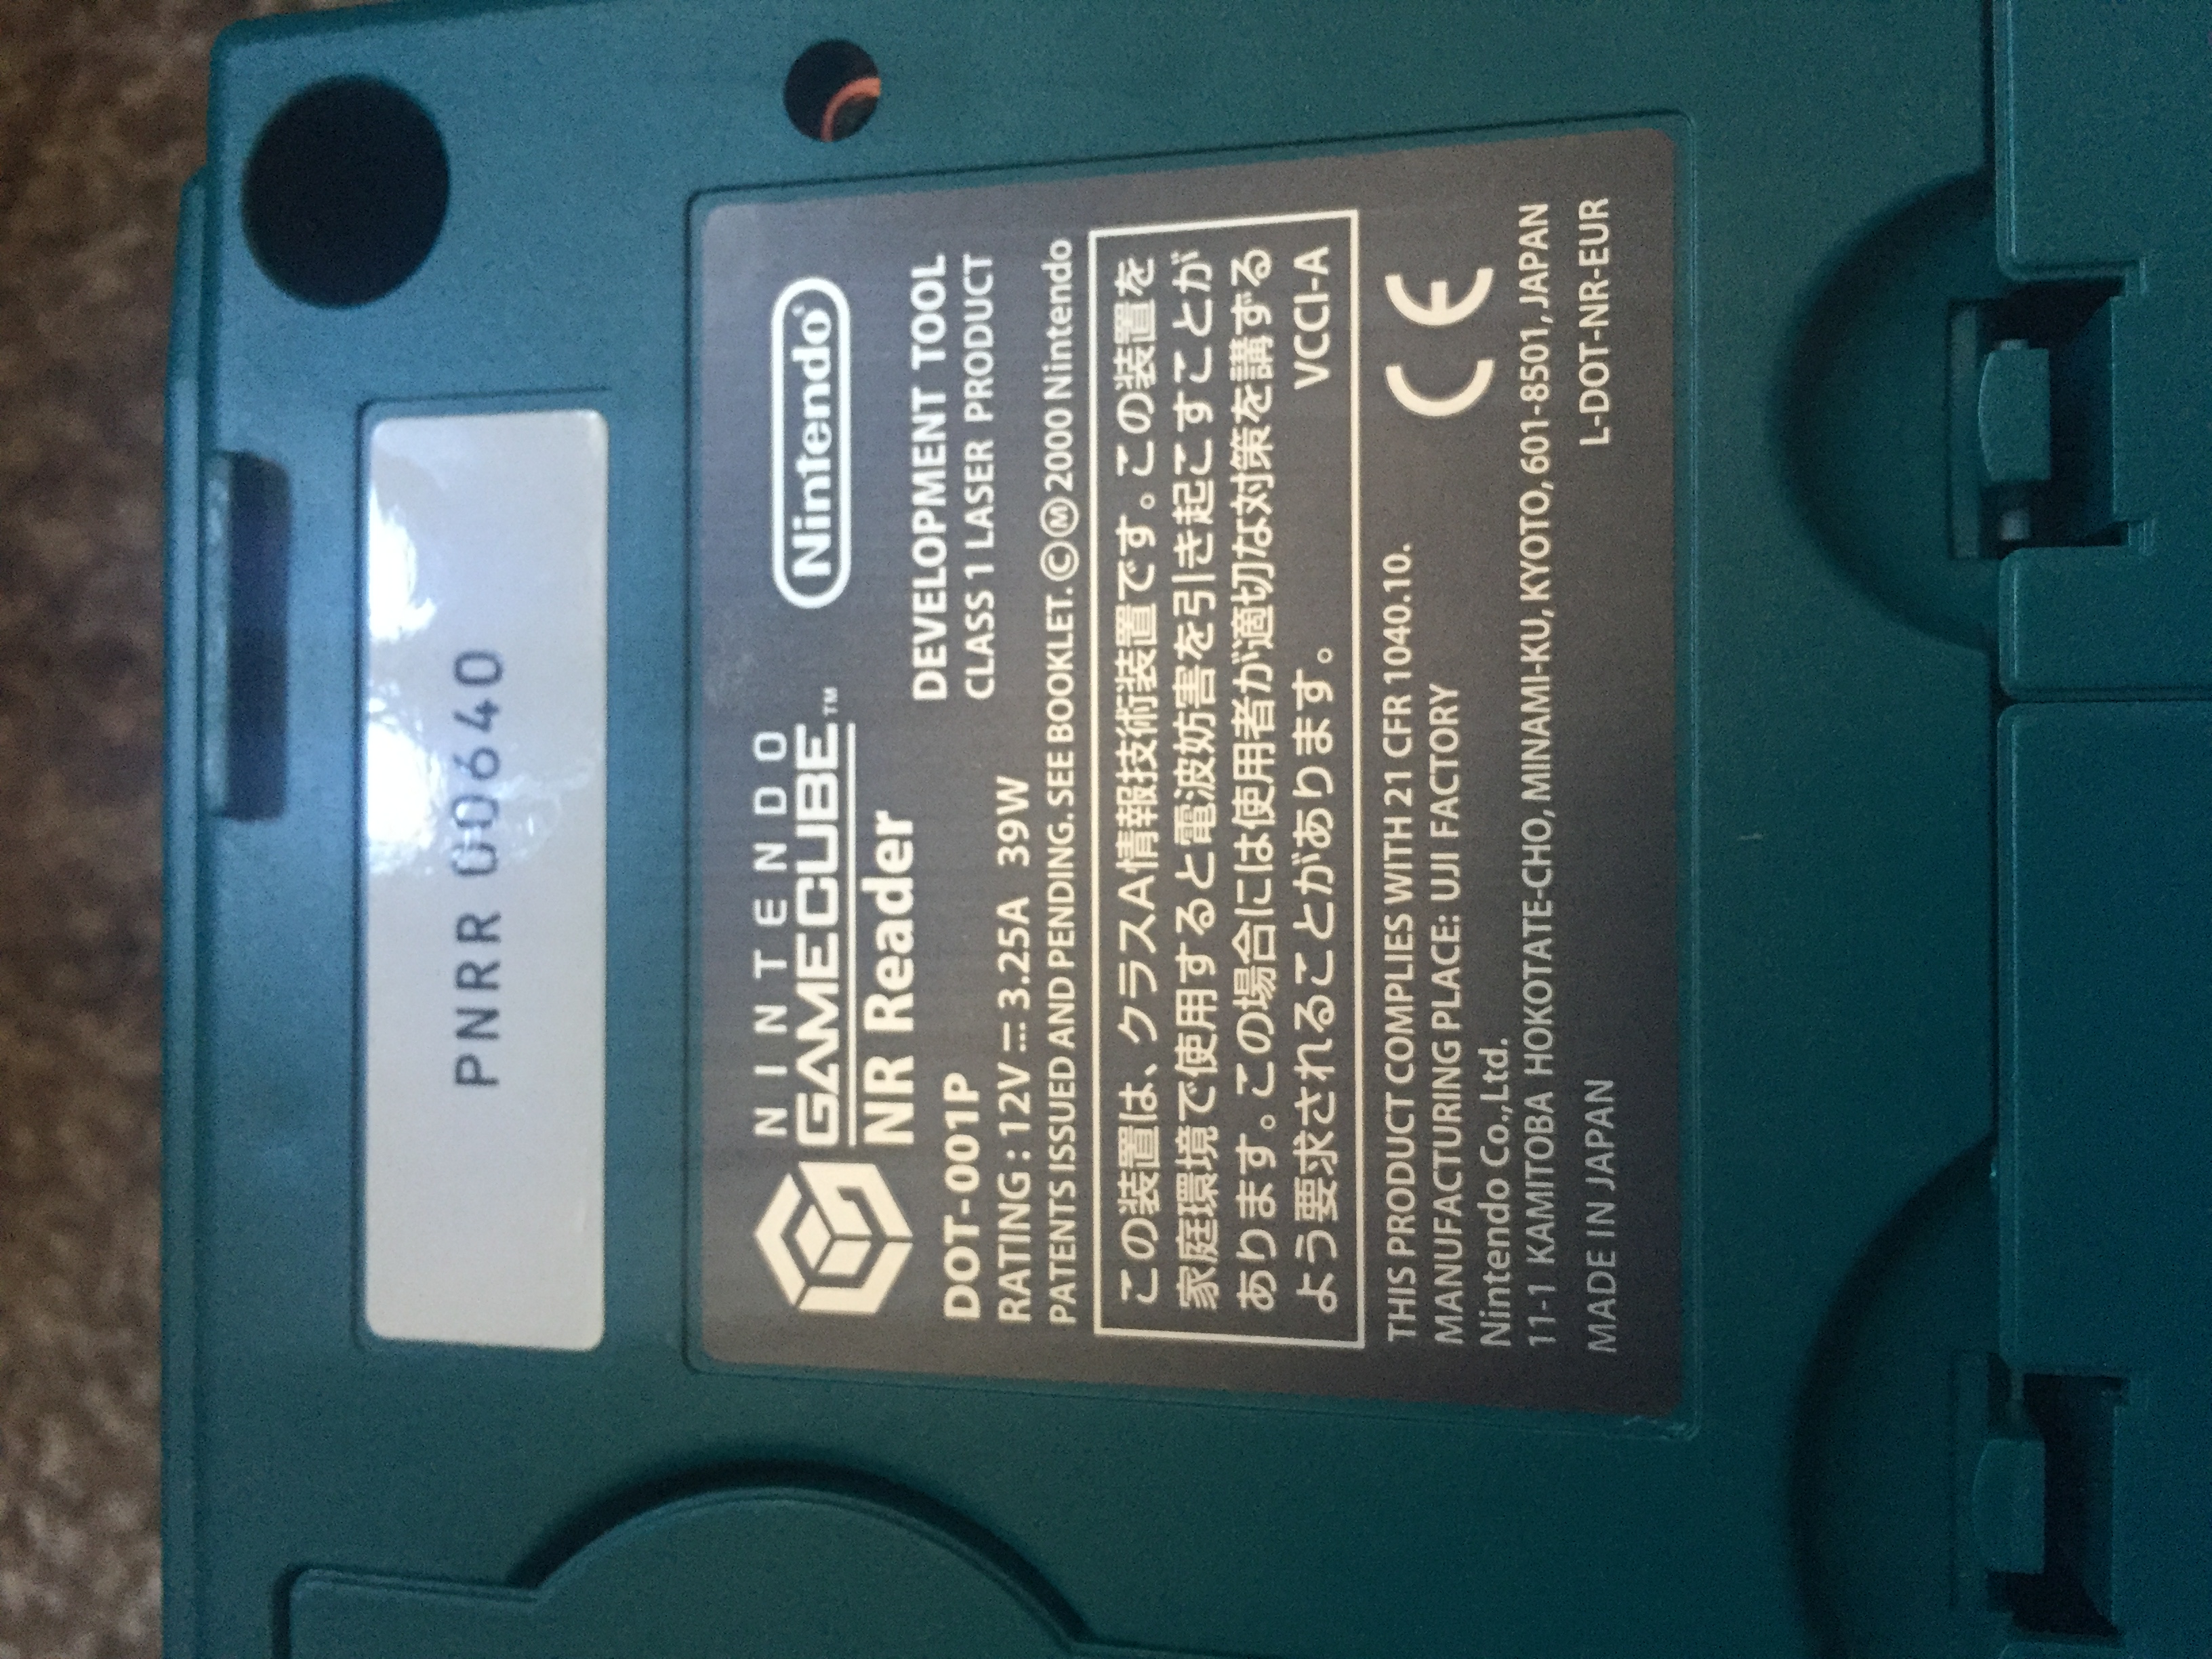 PNRR 00640
NINTENDO
GAMECUBE™
Nintendo®
NR Reader
DEVELOPMENT TOOL
DOT-001P
CLASS 1 LASER PRODUCT
RATING : 12V ⎓ 3.25A 39W
PATENTS ISSUED AND PENDING. SEE BOOKLET. ©Ⓜ2000 Nintendo
この装置は、クラスA情報技術装置です。この装置を
家庭環境で使用すると電波妨害を引き起こすことが
あります。この場合には使用者が適切な対策を講ずる
よう要求されることがあります。
VCCI-A
THIS PRODUCT COMPLIES WITH 21 CFR 1040.10.
MANUFACTURING PLACE: UJI FACTORY
CE
Nintendo Co.,Ltd.
11-1 KAMITOBA HOKOTATE-CHO, MINAMI-KU, KYOTO, 601-8501, JAPAN
MADE IN JAPAN
L-DOT-NR-EUR